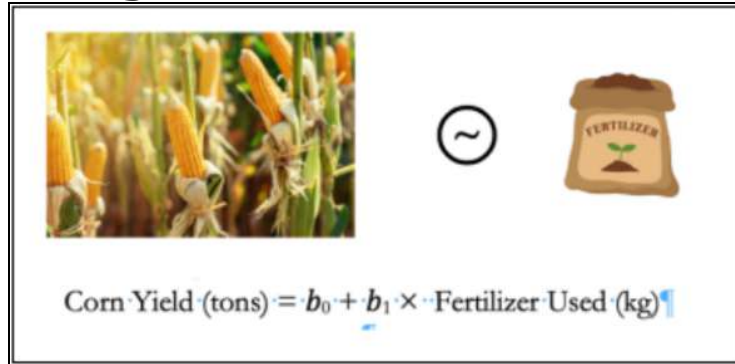 ~
FERTILIZER
Corn Yield (tons) = b₀ + b₁ × Fertilizer Used (kg)¶